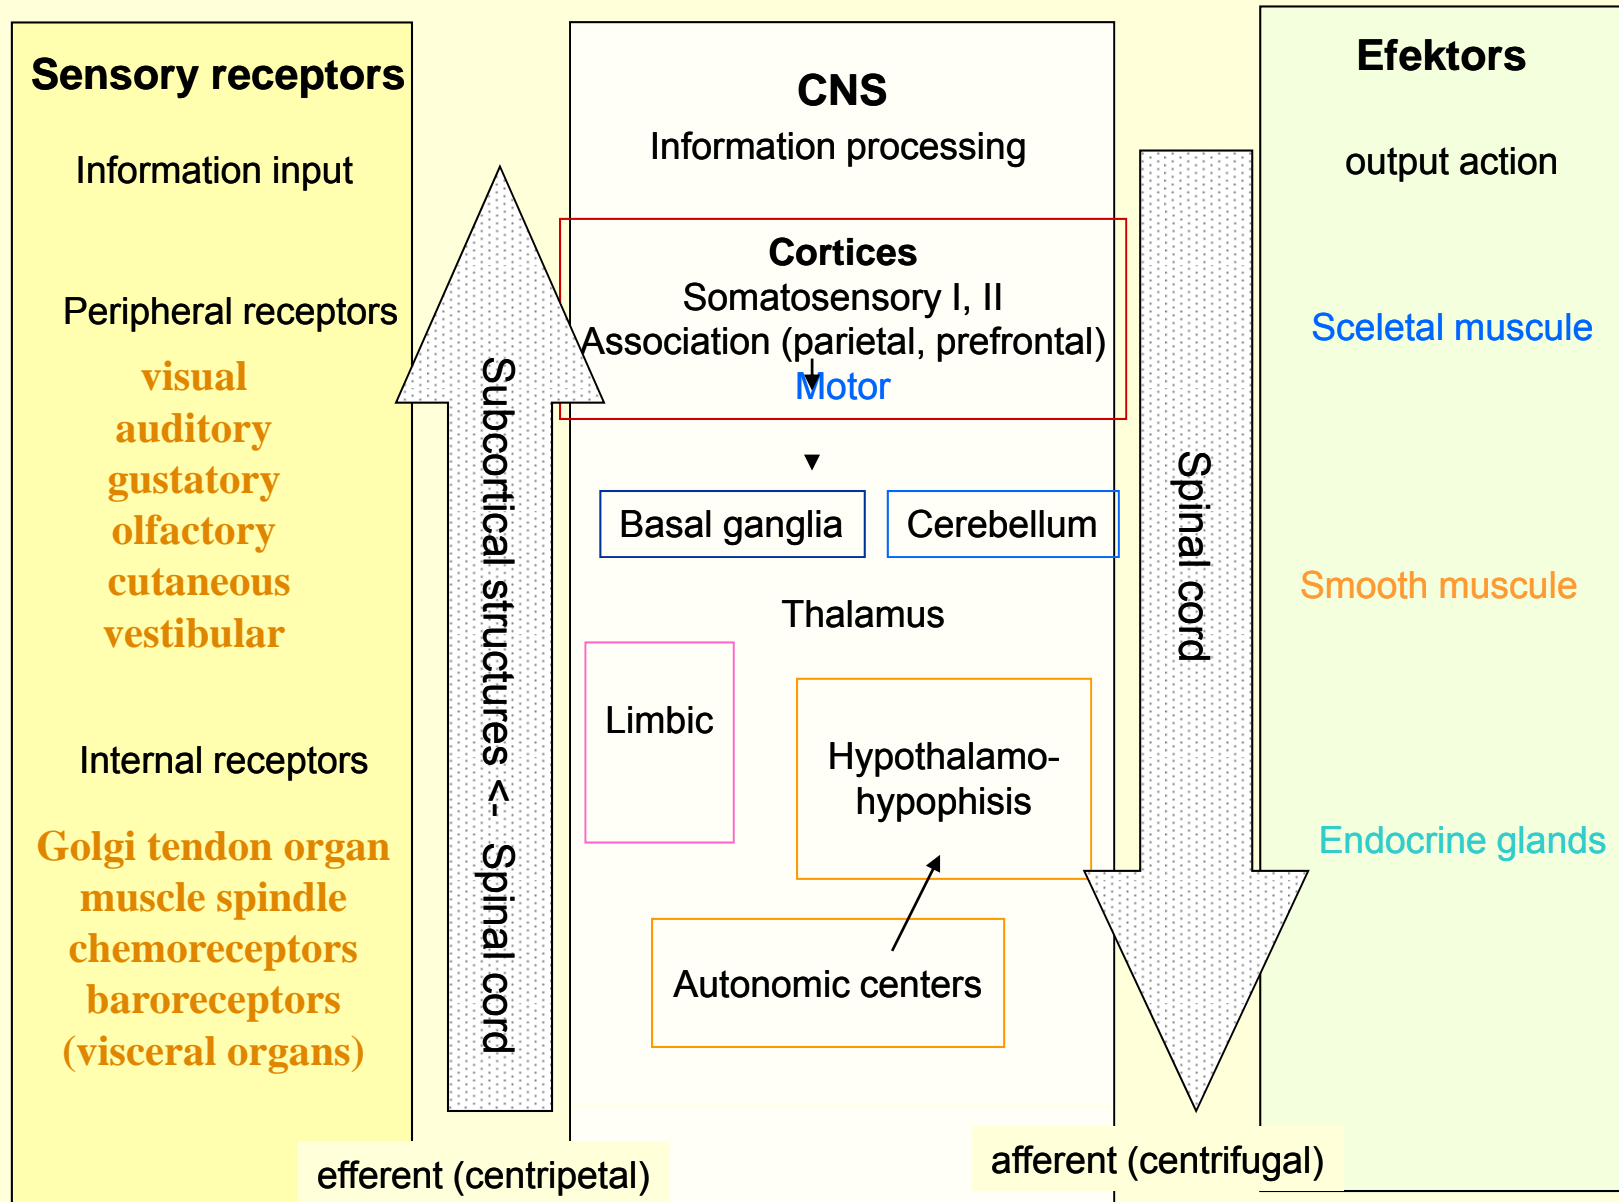 Sensory receptors
Information input
Peripheral receptors
visual
auditory
gustatory
olfactory
cutaneous
vestibular
Internal receptors
Golgi tendon organ
muscle spindle
chemoreceptors
baroreceptors
(visceral organs)
Subcortical structures <- Spinal cord
efferent (centripetal)
CNS
Information processing
Cortices
Somatosensory I, II
Association (parietal, prefrontal)
Motor
Basal ganglia
Cerebellum
Thalamus
Limbic
Hypothalamo-
hypophisis
Autonomic centers
Spinal cord
afferent (centrifugal)
Efektors
output action
Sceletal muscule
Smooth muscule
Endocrine glands